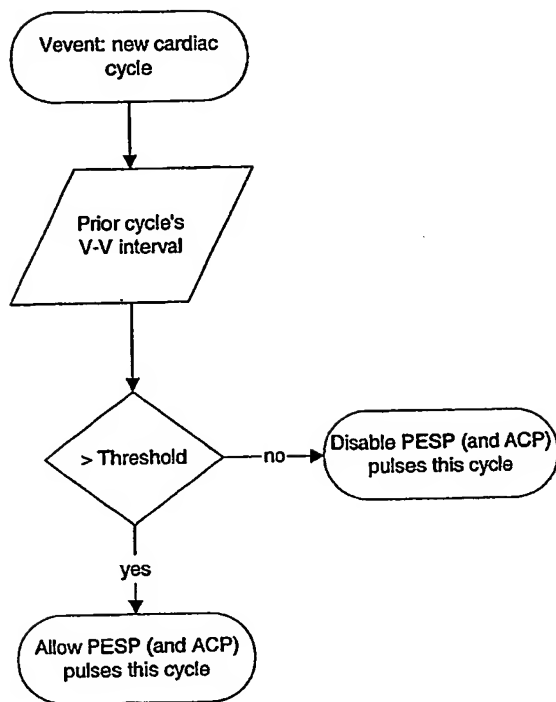 Vevent: new cardiac
cycle
Prior cycle's
V-V interval
> Threshold
no
Disable PESP (and ACP)
pulses this cycle
yes
Allow PESP (and ACP)
pulses this cycle